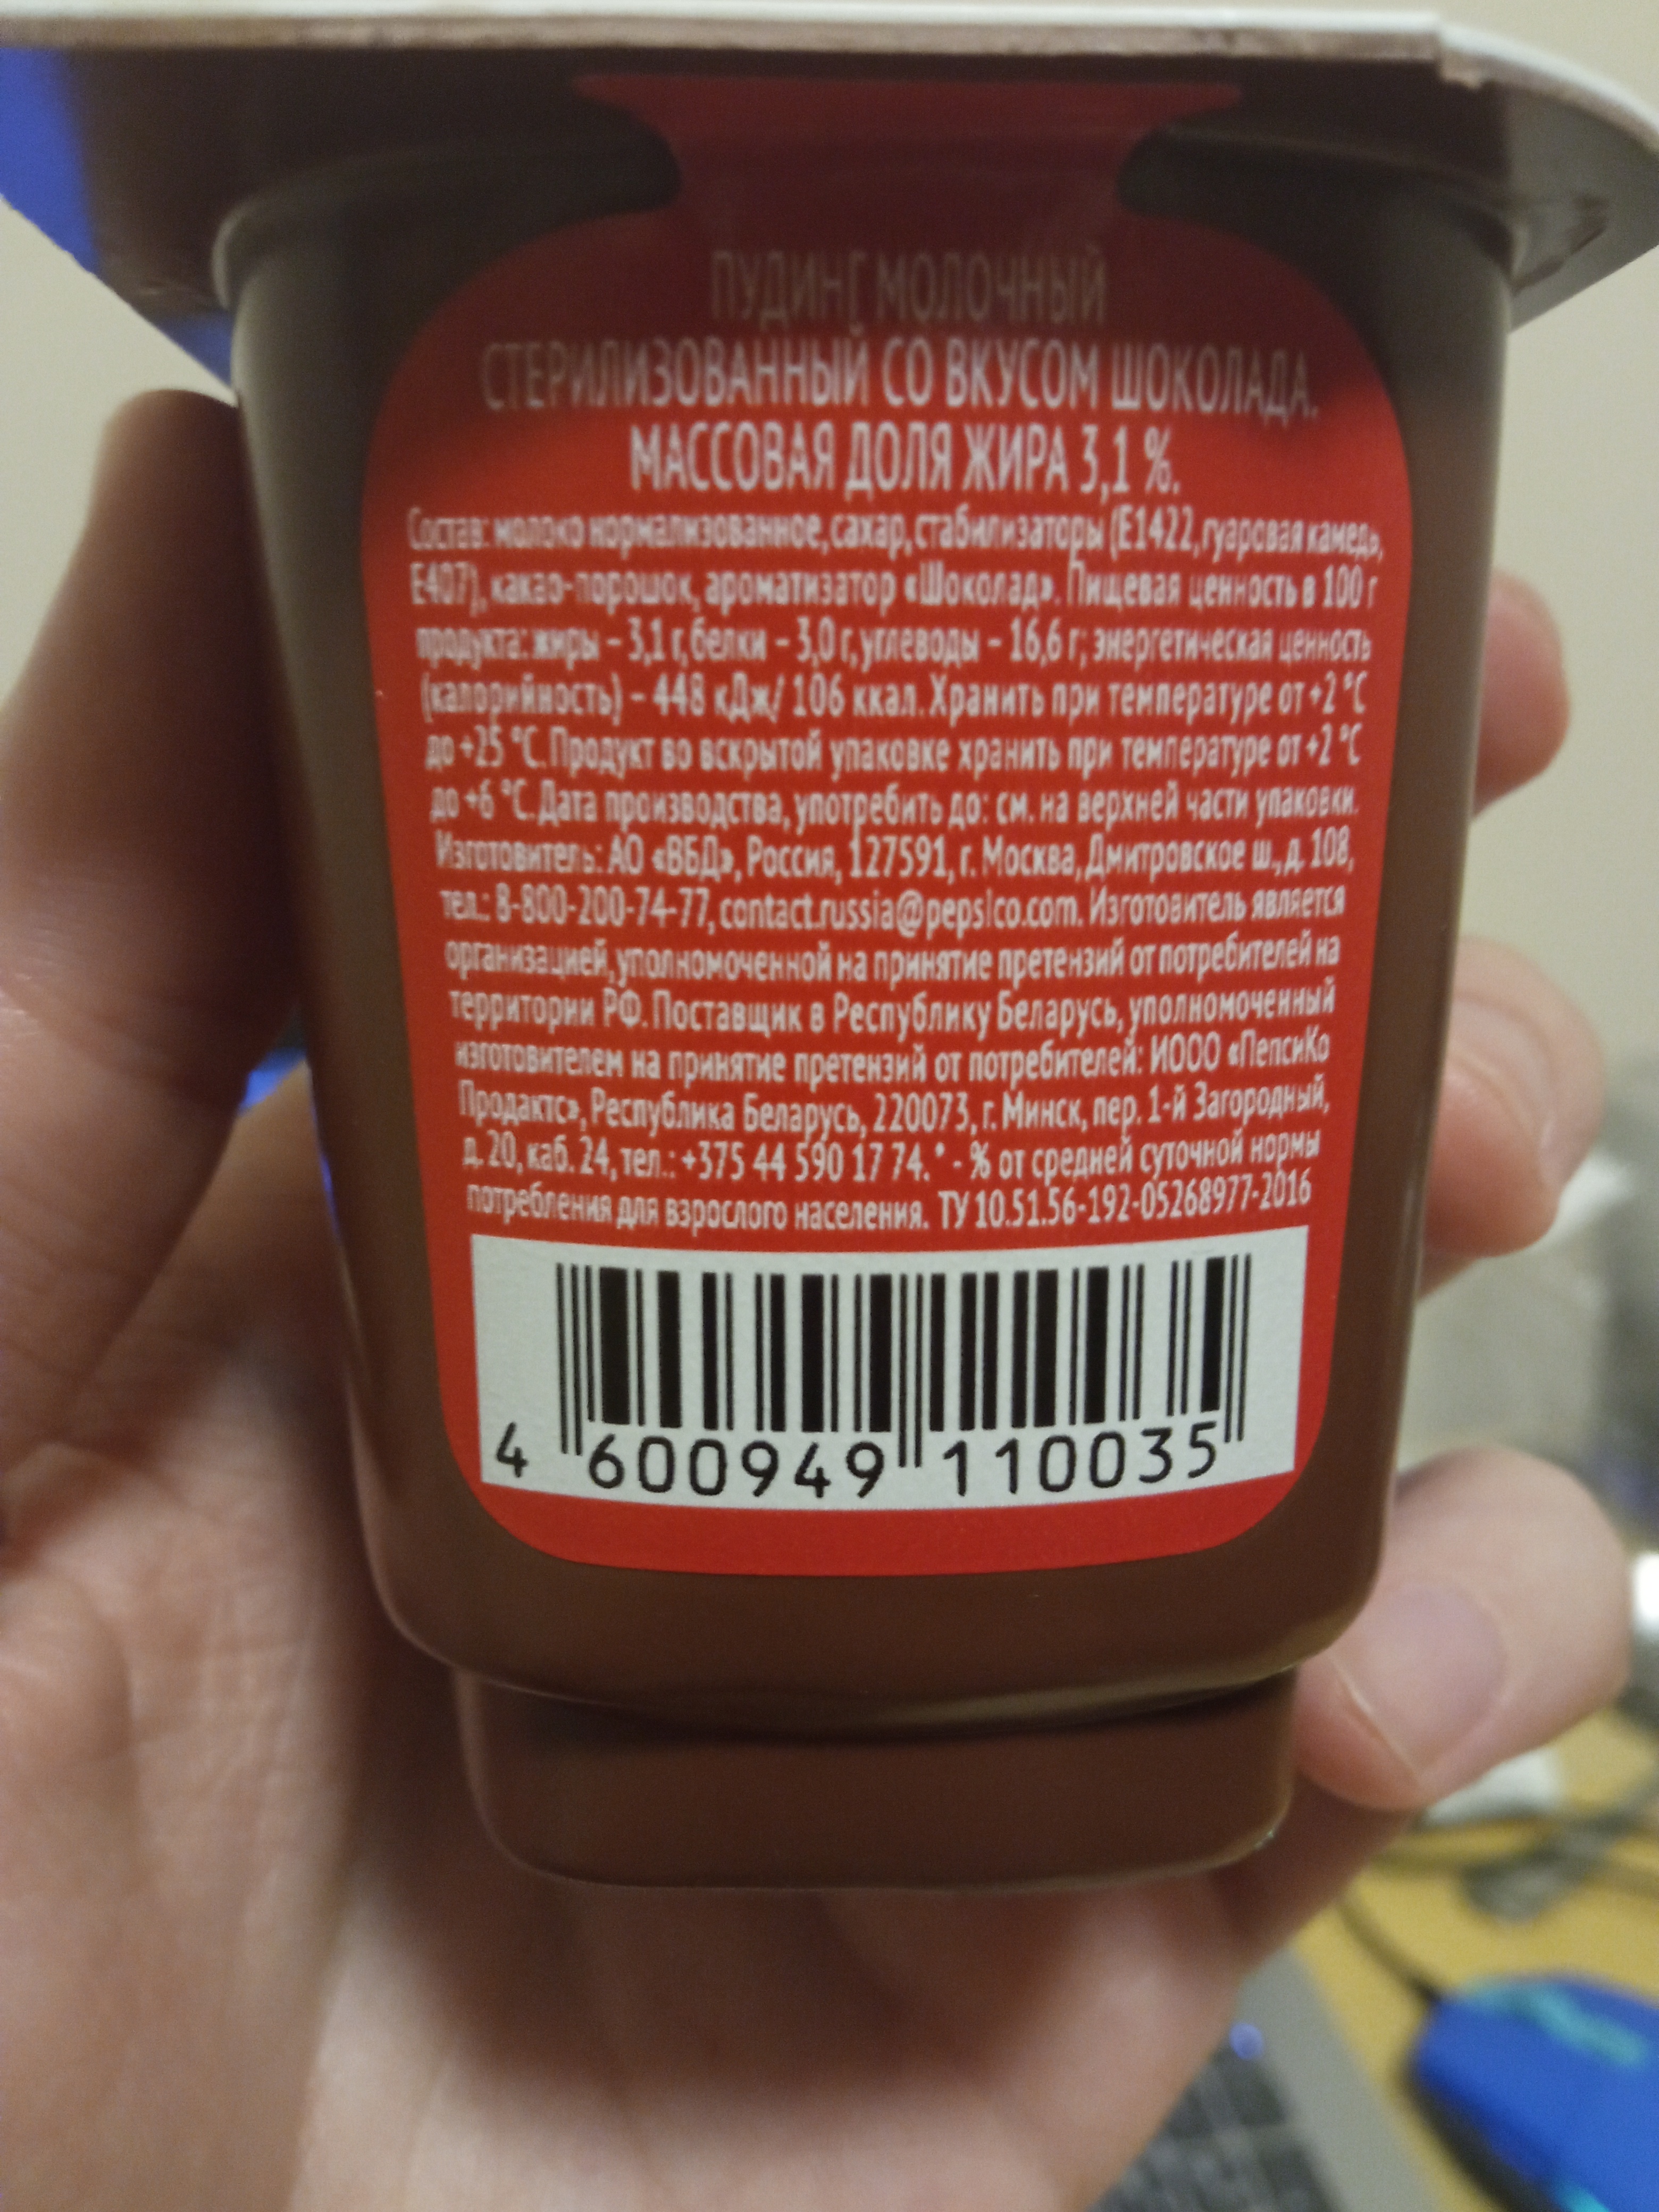 ПУДИНГ МОЛОЧНЫЙ
СТЕРИЛИЗОВАННЫЙ СО ВКУСОМ ШОКОЛАДА.
МАССОВАЯ ДОЛЯ ЖИРА 3,1 %.
Состав: молоко нормализованное, сахар, стабилизаторы (Е1422, гуаровая камедь,
Е407), какао-порошок, ароматизатор «Шоколад». Пищевая ценность в 100 г
продукта: жиры – 3,1 г, белки – 3,0 г, углеводы – 16,6 г; энергетическая ценность
(калорийность) – 448 кДж/ 106 ккал. Хранить при температуре от +2 °С
до +25 °С. Продукт во вскрытой упаковке хранить при температуре от +2 °С
до +6 °С. Дата производства, употребить до: см. на верхней части упаковки.
Изготовитель: АО «ВБД», Россия, 127591, г. Москва, Дмитровское ш., д. 108,
тел.: 8-800-200-74-77, contact.russia@pepsico.com. Изготовитель является
организацией, уполномоченной на принятие претензий от потребителей на
территории РФ. Поставщик в Республику Беларусь, уполномоченный
изготовителем на принятие претензий от потребителей: ИООО «ПепсиКо
Продактс», Республика Беларусь, 220073, г. Минск, пер. 1-й Загородный,
д. 20, каб. 24, тел.: +375 44 590 17 74. * - % от средней суточной нормы
потребления для взрослого населения. ТУ 10.51.56-192-05268977-2016
4 600949 110035